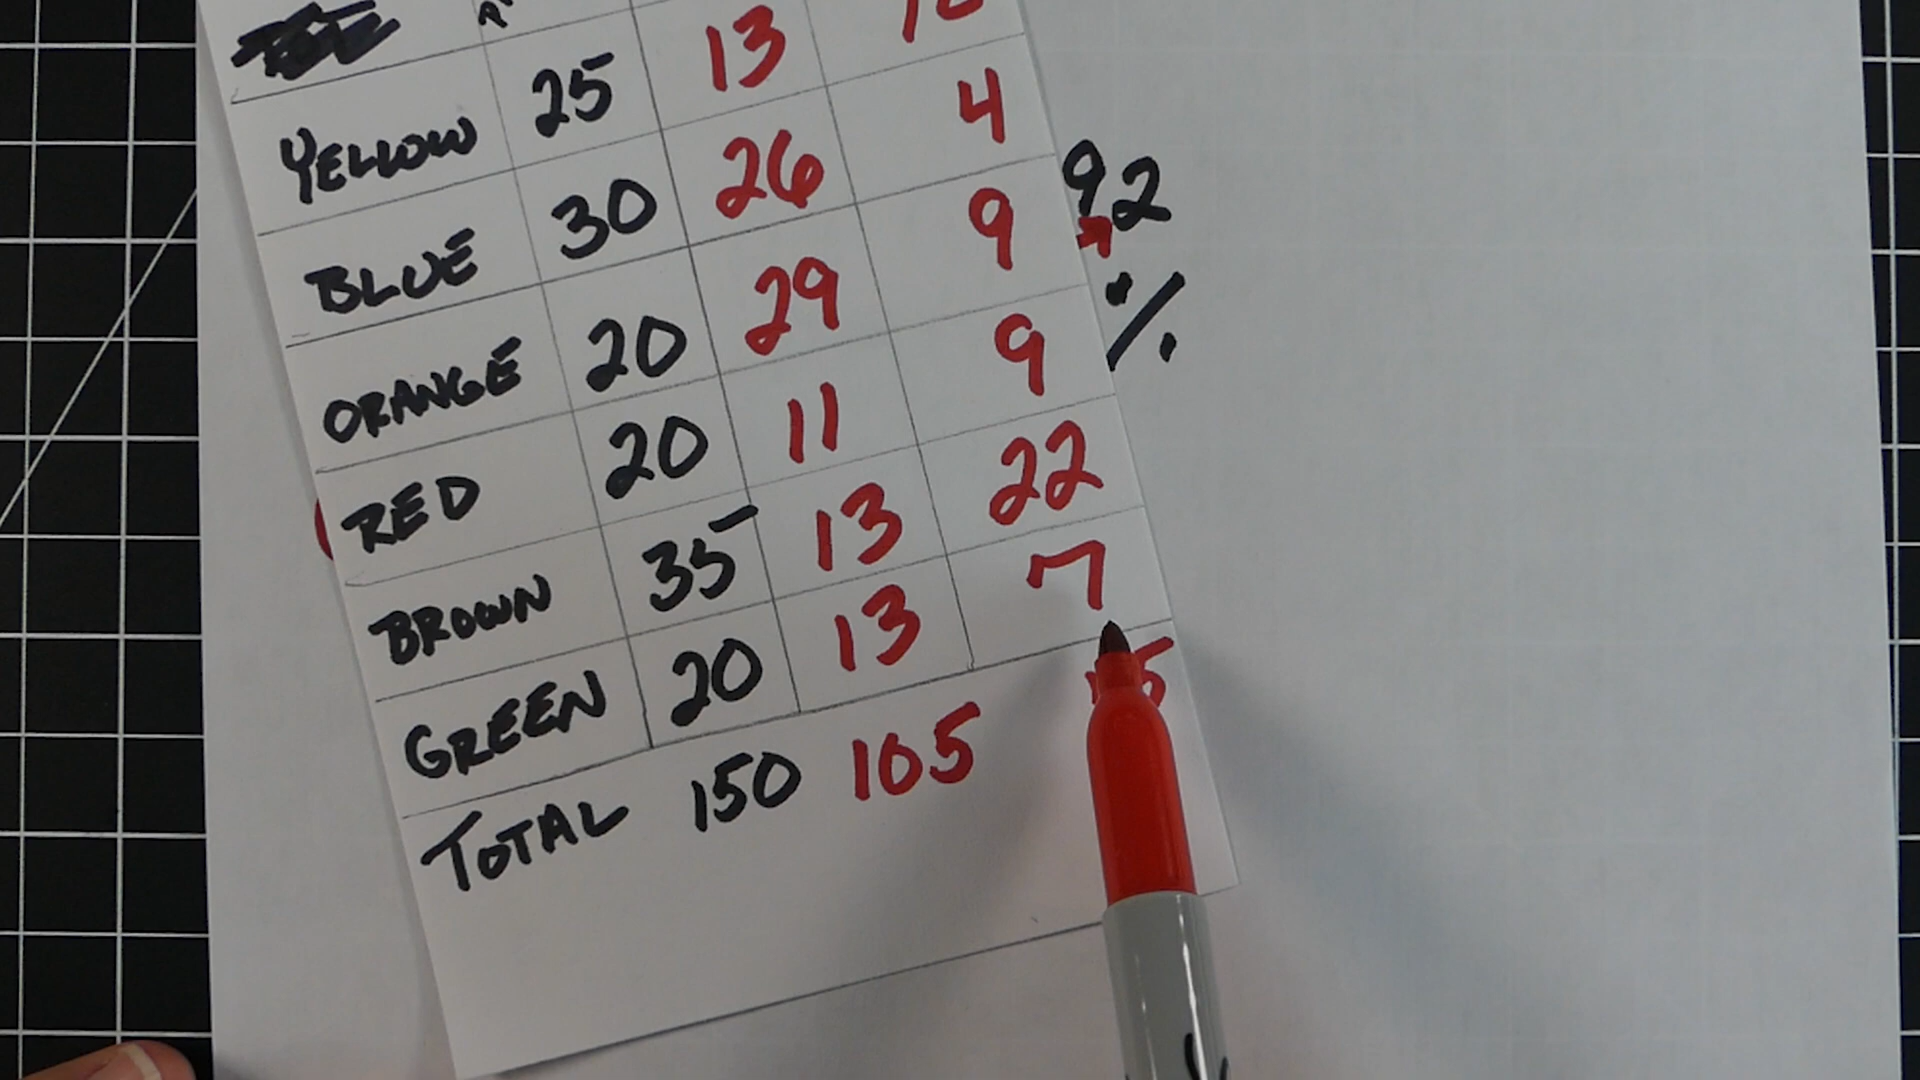 YELLOW 25 13
BLUE 30 26 4
ORANGE 20 29 9
RED 20 11 9
BROWN 35 13 22
GREEN 20 13 7
TOTAL 150 105
92
%